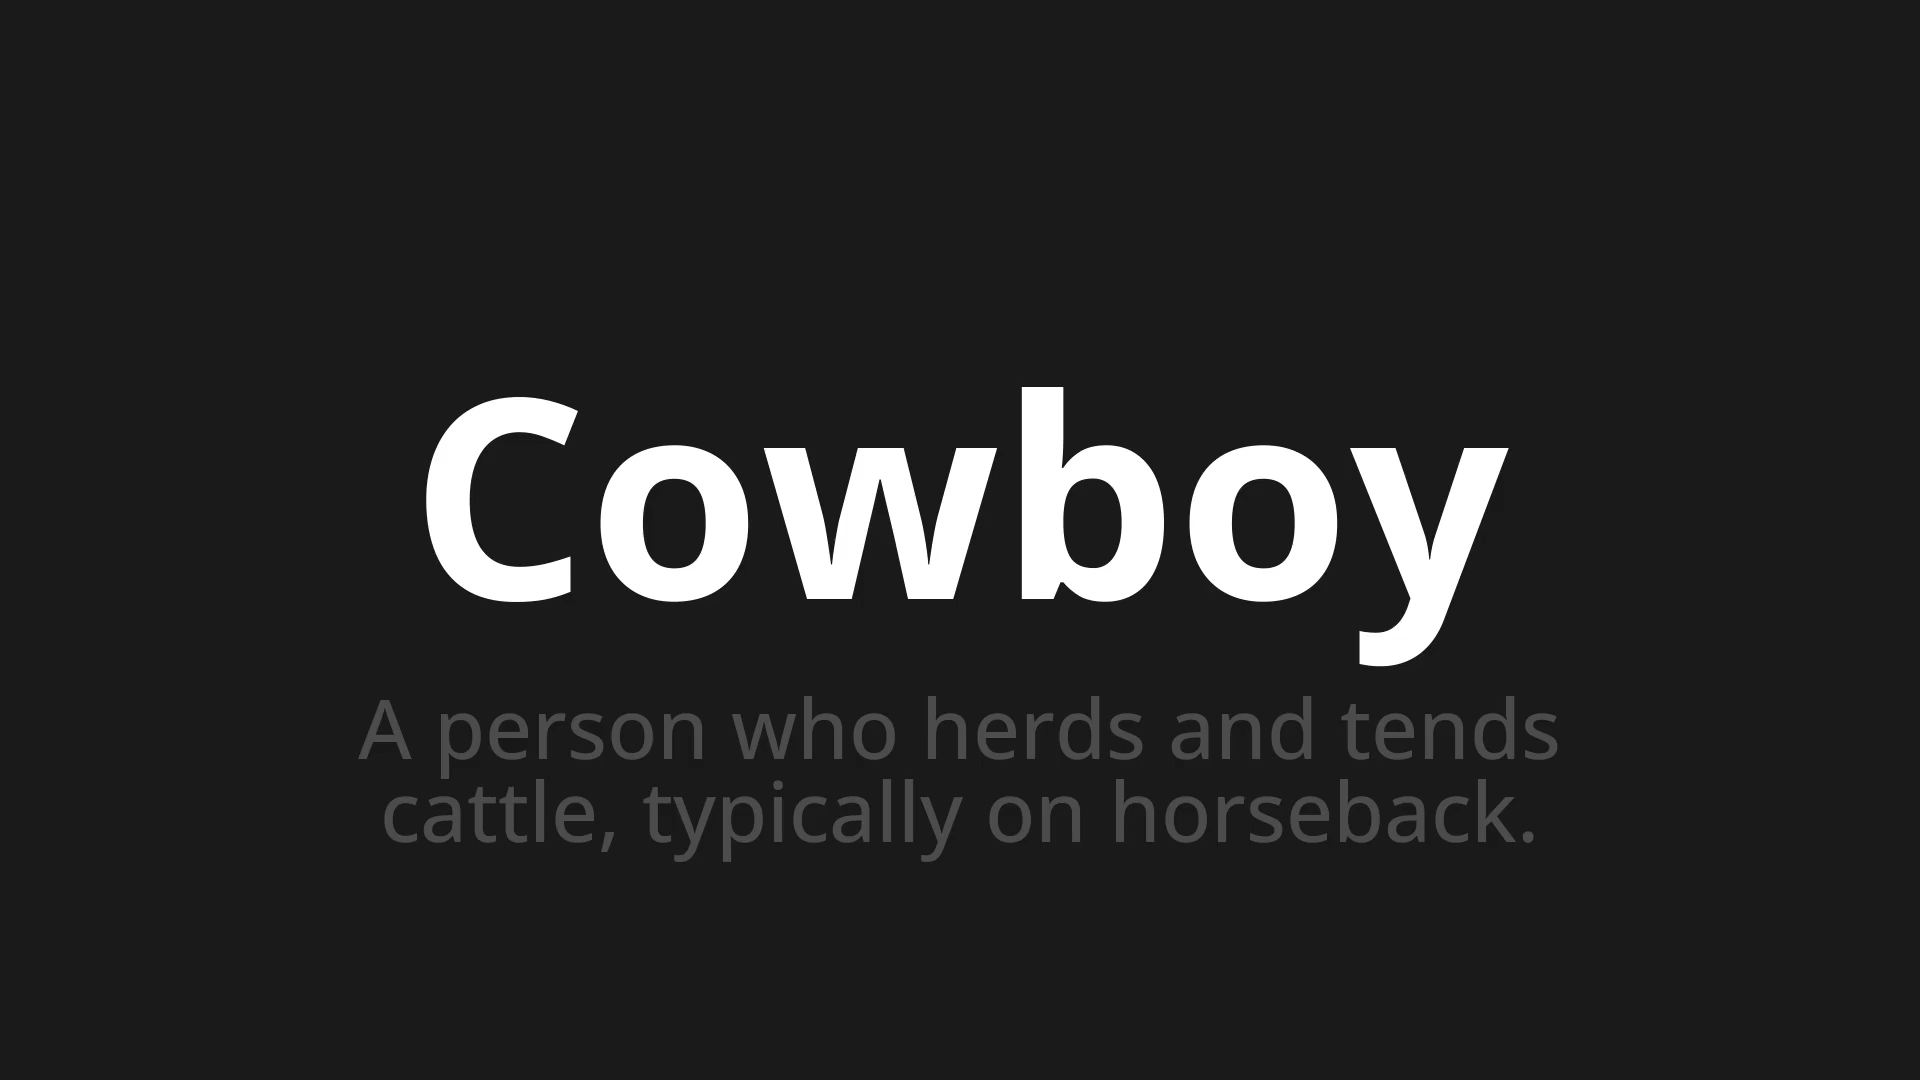 Cowboy
A person who herds and tends
cattle, typically on horseback.